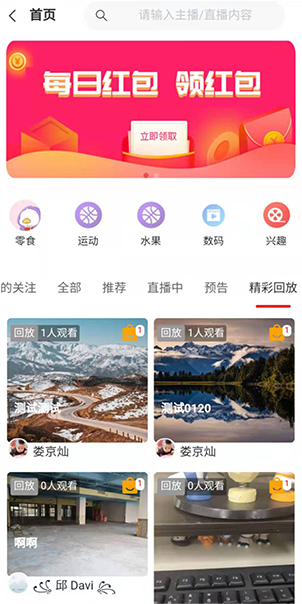 首页
请输入主播/直播内容
每日红包 领红包
立即领取
零食 运动 水果 数码 兴趣
的关注 全部 推荐 直播中 预告 精彩回放
回放 1人观看 1
测试测试
娄京灿
回放 1人观看 1
测试0120
娄京灿
回放 0人观看 1
啊啊
邱 Davi
回放 0人观看 1